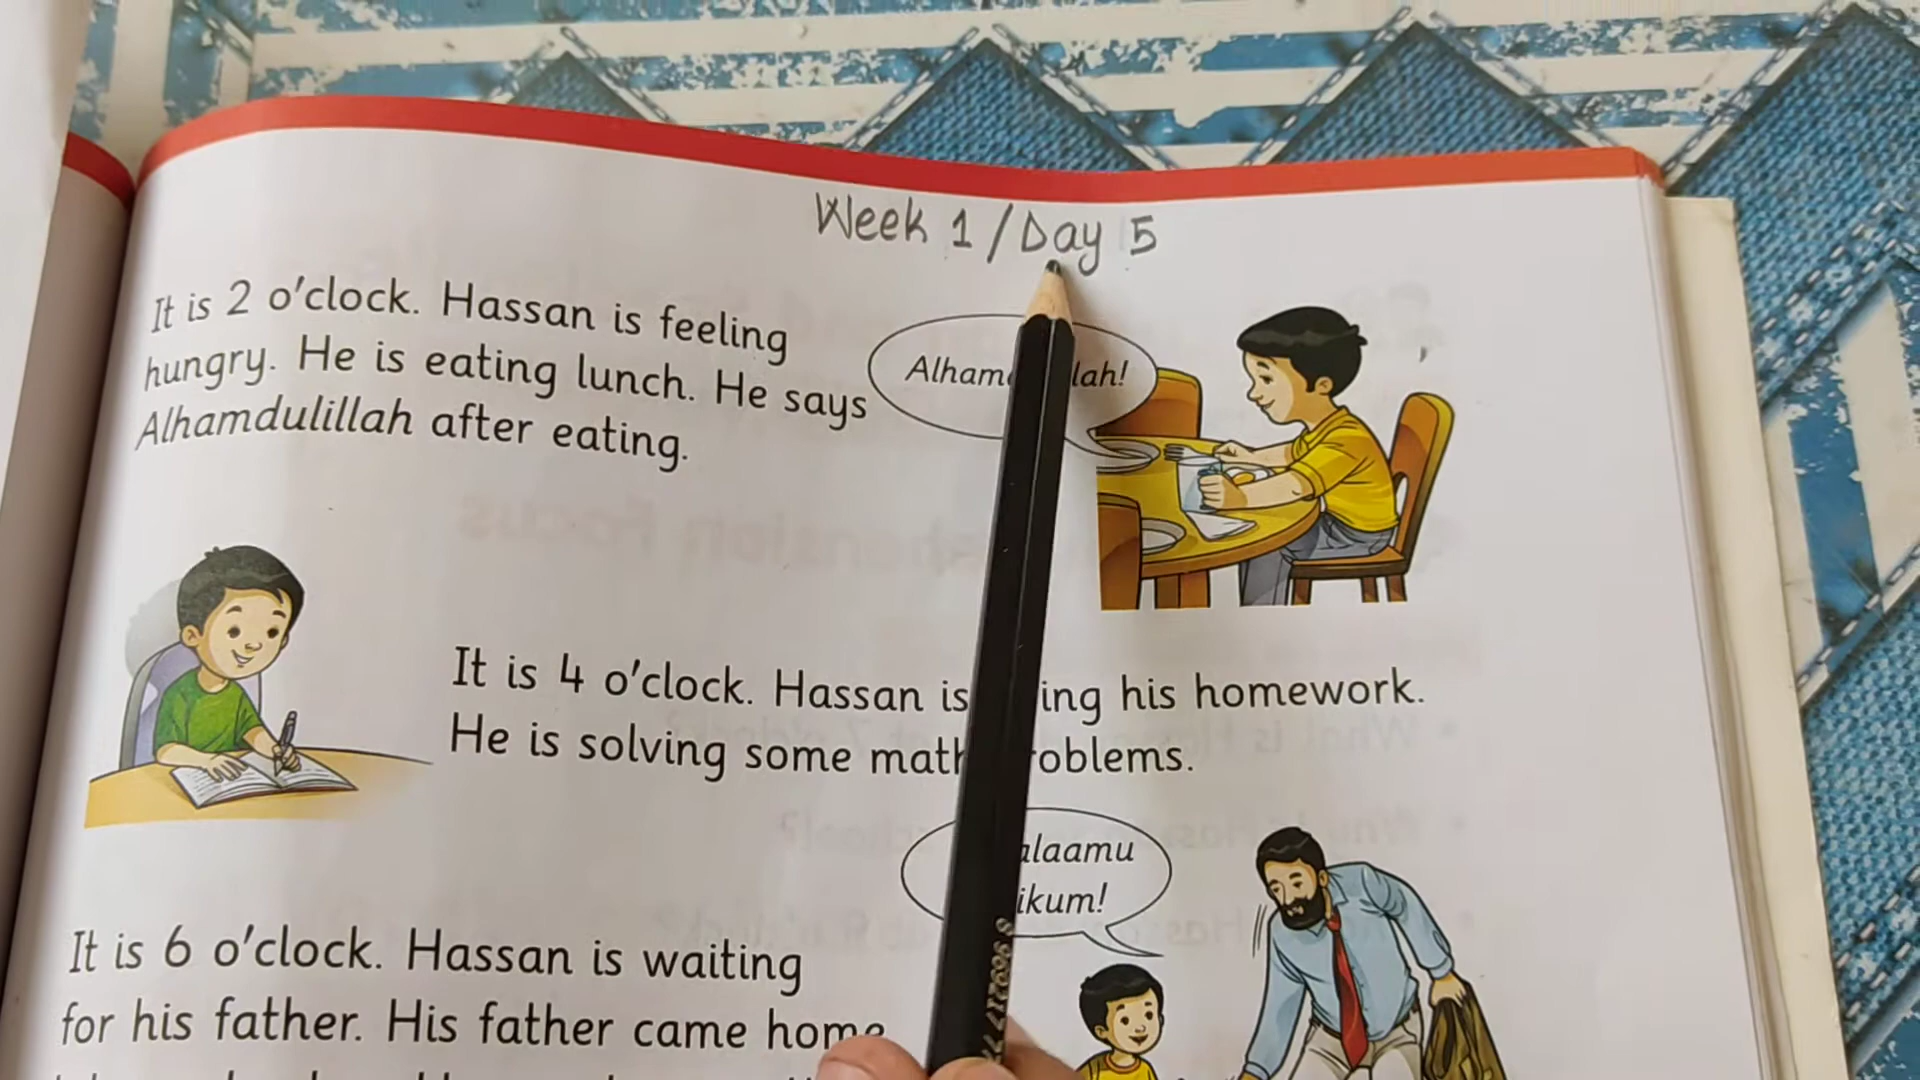 Week 1/Day 5
It is 2 o'clock. Hassan is feeling
hungry. He is eating lunch. He says
Alhamdulillah after eating.
It is 4 o'clock. Hassan is his homework.
He is solving some
It is 6 o'clock. Hassan is waiting
for his father. His father came home